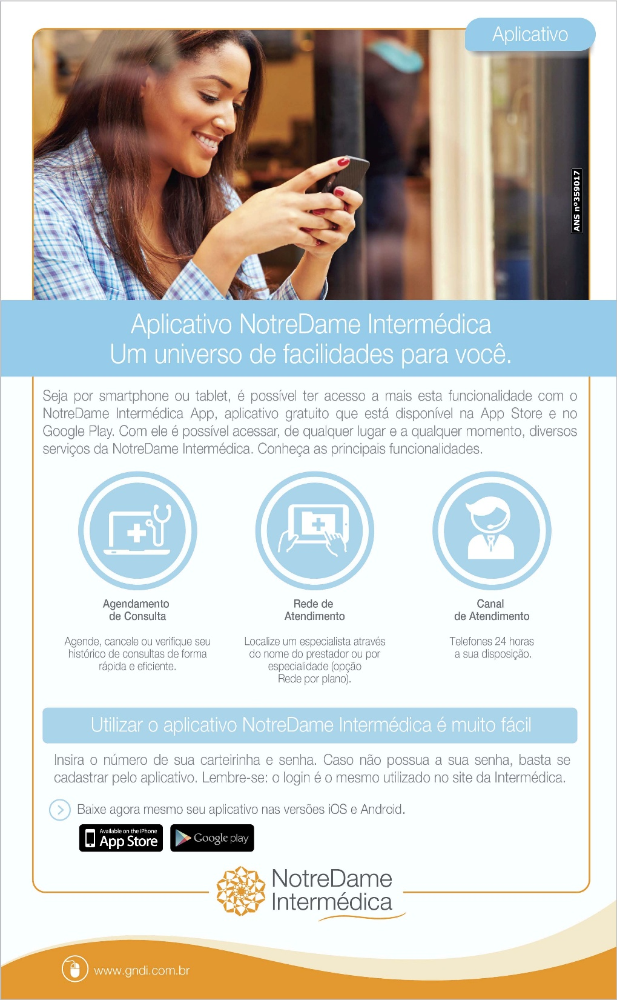 Aplicativo
ANS nº359017
Aplicativo NotreDame Intermédica
Um universo de facilidades para você.
Seja por smartphone ou tablet, é possível ter acesso a mais esta funcionalidade com o
NotreDame Intermédica App, aplicativo gratuito que está disponível na App Store e no
Google Play. Com ele é possível acessar, de qualquer lugar e a qualquer momento, diversos
serviços da NotreDame Intermédica. Conheça as principais funcionalidades.
Agendamento
de Consulta
Agende, cancele ou verifique seu
histórico de consultas de forma
rápida e eficiente.
Rede de
Atendimento
Localize um especialista através
do nome do prestador ou por
especialidade (opção
Rede por plano).
Canal
de Atendimento
Telefones 24 horas
a sua disposição.
Utilizar o aplicativo NotreDame Intermédica é muito fácil
Insira o número de sua carteirinha e senha. Caso não possua a sua senha, basta se
cadastrar pelo aplicativo. Lembre-se: o login é o mesmo utilizado no site da Intermédica.
Baixe agora mesmo seu aplicativo nas versões iOS e Android.
Available on the iPhone
App Store
Google play
NotreDame
Intermédica
www.gndi.com.br